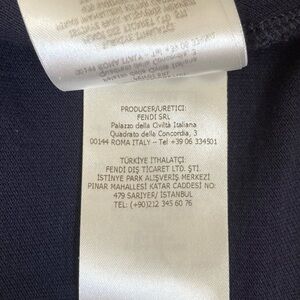 PRODUCER/URETICI:
FENDI SRL
Palazzo della Civiltà Italiana
Quadrato della Concordia, 3
00144 ROMA ITALY - Tel +39 06 334501
TÜRKİYE İTHALATÇI:
FENDI DIŞ TİCARET LTD. ŞTİ.
İSTİNYE PARK ALIŞVERİŞ MERKEZİ
PINAR MAHALLESİ KATAR CADDESİ NO:
479 SARIYER/ İSTANBUL
TEL: (+90)212 345 60 76